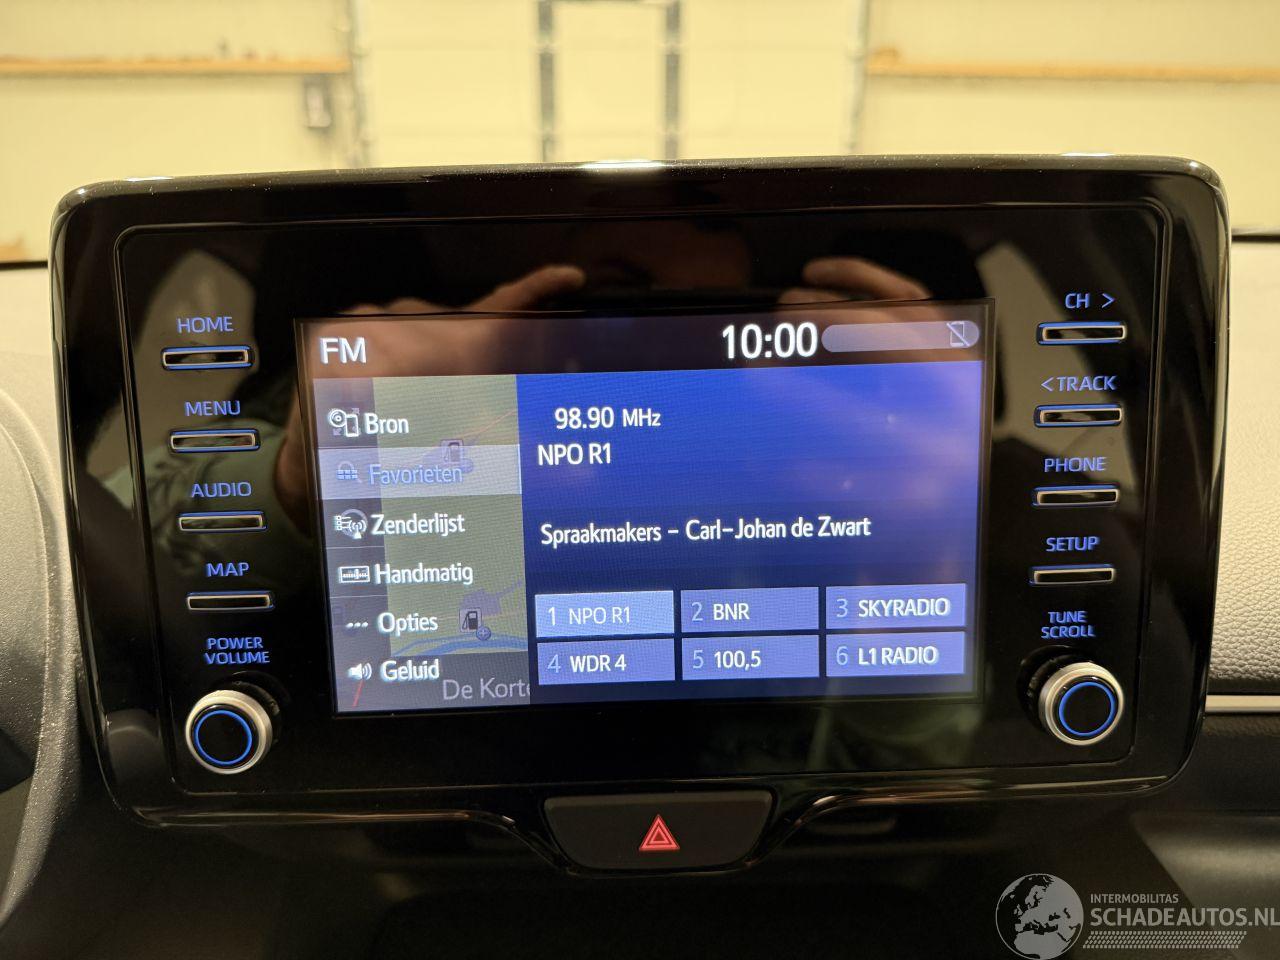 HOME
MENU
AUDIO
MAP
POWER
VOLUME
FM
10:00
Bron
Favorieten
Zenderlijst
Handmatig
Opties
Geluid
De Korte
98.90 MHz
NPO R1
Spraakmakers - Carl-Johan de Zwart
1 NPO R1
2 BNR
3 SKYRADIO
4 WDR 4
5 100,5
6 L1 RADIO
CH >
<TRACK
PHONE
SETUP
TUNE
SCROLL
INTERMOBILITAS
SCHADEAUTOS.NL